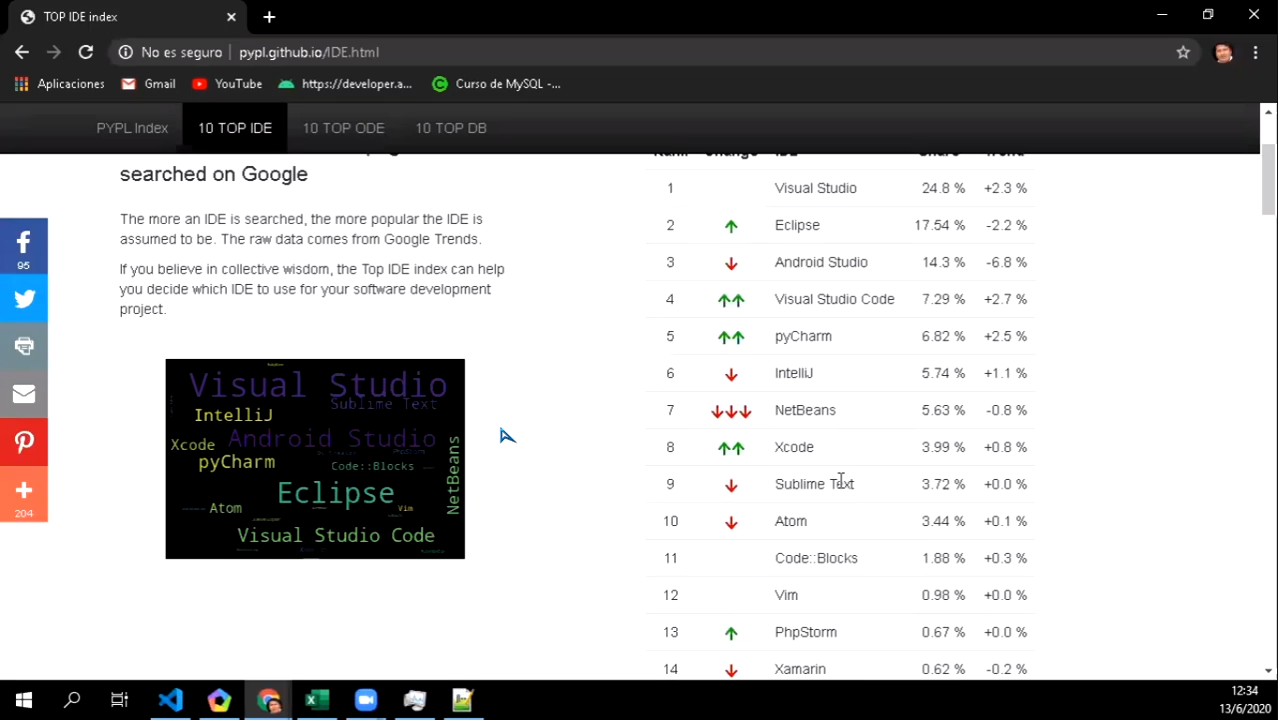 TOP IDE index
No es seguro
pypl.github.io/IDE.html
Aplicaciones
Gmail
YouTube
https://developer.a...
Curso de MySQL -...
PYPL Index
10 TOP IDE
10 TOP ODE
10 TOP DB
searched on Google
The more an IDE is searched, the more popular the IDE is
assumed to be. The raw data comes from Google Trends.
If you believe in collective wisdom, the Top IDE index can help
you decide which IDE to use for your software development
project.
95
204
Visual Studio
Sublime Text
IntelliJ
Android Studio
Xcode
pyCharm
Code::Blocks
NetBeans
Eclipse
Atom
Vim
Visual Studio Code
Rank Change IDE Share Trend
1 Visual Studio 24.8 % +2.3 %
2 Eclipse 17.54 % -2.2 %
3 Android Studio 14.3 % -6.8 %
4 Visual Studio Code 7.29 % +2.7 %
5 pyCharm 6.82 % +2.5 %
6 IntelliJ 5.74 % +1.1 %
7 NetBeans 5.63 % -0.8 %
8 Xcode 3.99 % +0.8 %
9 Sublime Text 3.72 % +0.0 %
10 Atom 3.44 % +0.1 %
11 Code::Blocks 1.88 % +0.3 %
12 Vim 0.98 % +0.0 %
13 PhpStorm 0.67 % +0.0 %
14 Xamarin 0.62 % -0.2 %
12:34
13/6/2020